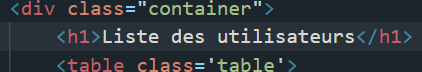 <div class="container">
<h1>Liste des utilisateurs</h1>
<table class='table'>